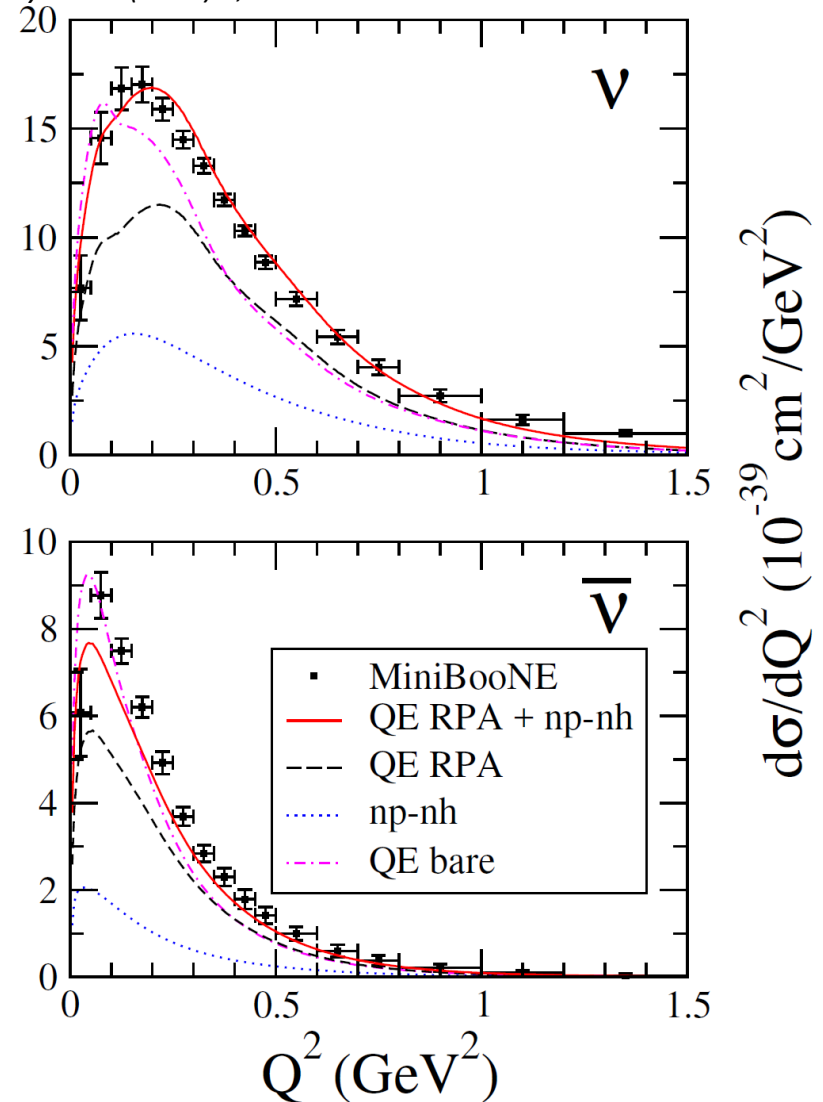 20
15
10
5
0
ν
0 0.5 1 1.5
10
8
6
4
2
0
ν̅
MiniBooNE
QE RPA + np-nh
QE RPA
np-nh
QE bare
0 0.5 1 1.5
Q² (GeV²)
dσ/dQ² (10⁻³⁹ cm²/GeV²)